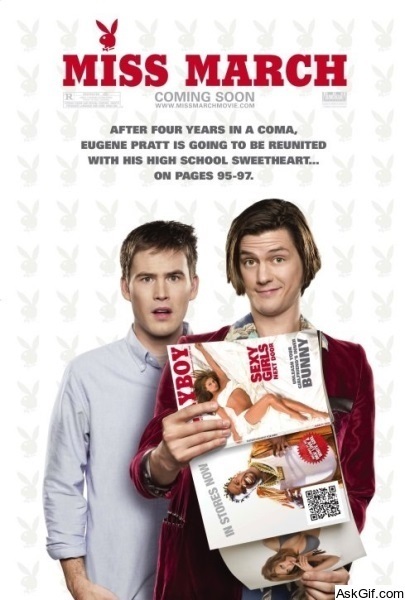 MISS MARCH
R
COMING SOON
WWW.MISSMARCHMOVIE.COM
AFTER FOUR YEARS IN A COMA,
EUGENE PRATT IS GOING TO BE REUNITED
WITH HIS HIGH SCHOOL SWEETHEART...
ON PAGES 95-97.
YBOY
SEXY
GIRLS
NEXT DOOR
BUNNY
IN STORES NOW
AskGif.com